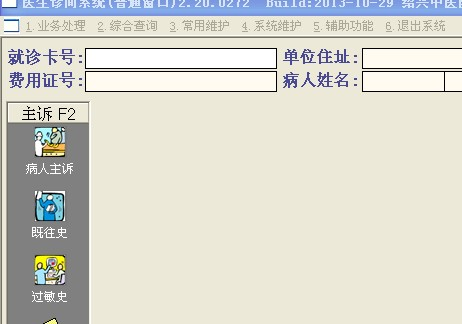 医生诊间系统(普通窗口)2.20.0272 Build:2013-10-29 绍兴中医
1.业务处理 2.综合查询 3.常用维护 4.系统维护 5.辅助功能 6.退出系统
就诊卡号: 单位住址:
费用证号: 病人姓名:
主诉 F2
病人主诉
既往史
过敏史